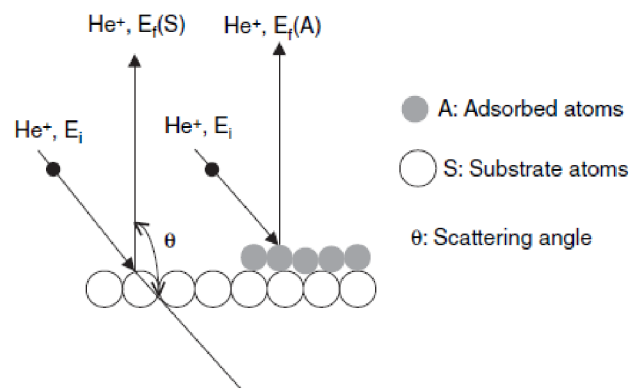 He⁺, E_f(S) He⁺, E_f(A)
He⁺, E_i He⁺, E_i
A: Adsorbed atoms
S: Substrate atoms
θ
θ: Scattering angle